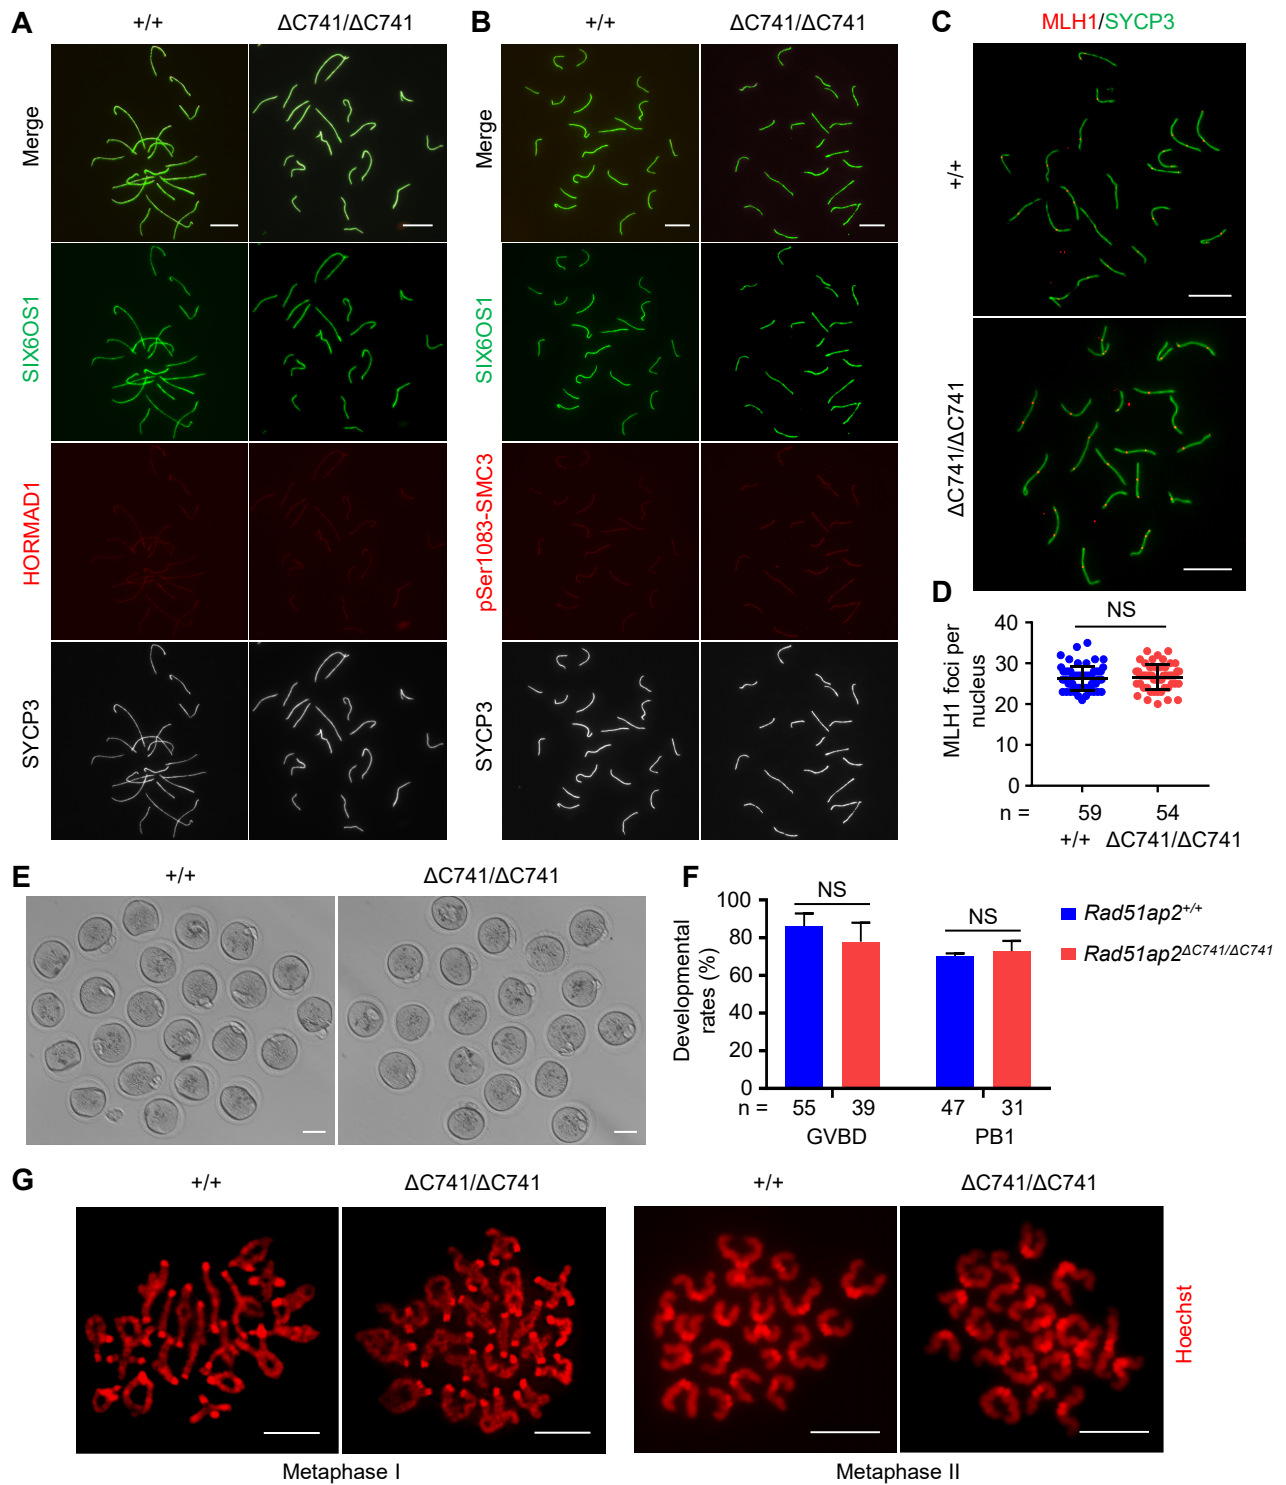 A
+/+
ΔC741/ΔC741
B
+/+
ΔC741/ΔC741
C
MLH1/SYCP3
Merge
SIX6OS1
HORMAD1
SYCP3
Merge
SIX6OS1
pSer1083-SMC3
SYCP3
+/+
ΔC741/ΔC741
D
NS
MLH1 foci per
nucleus
40
30
20
10
0
n =
59
54
+/+
ΔC741/ΔC741
E
+/+
ΔC741/ΔC741
F
Developmental
rates (%)
100
80
60
40
20
0
NS
NS
n =
55
39
47
31
GVBD
PB1
Rad51ap2+/+
Rad51ap2ΔC741/ΔC741
G
+/+
ΔC741/ΔC741
+/+
ΔC741/ΔC741
Hoechst
Metaphase I
Metaphase II